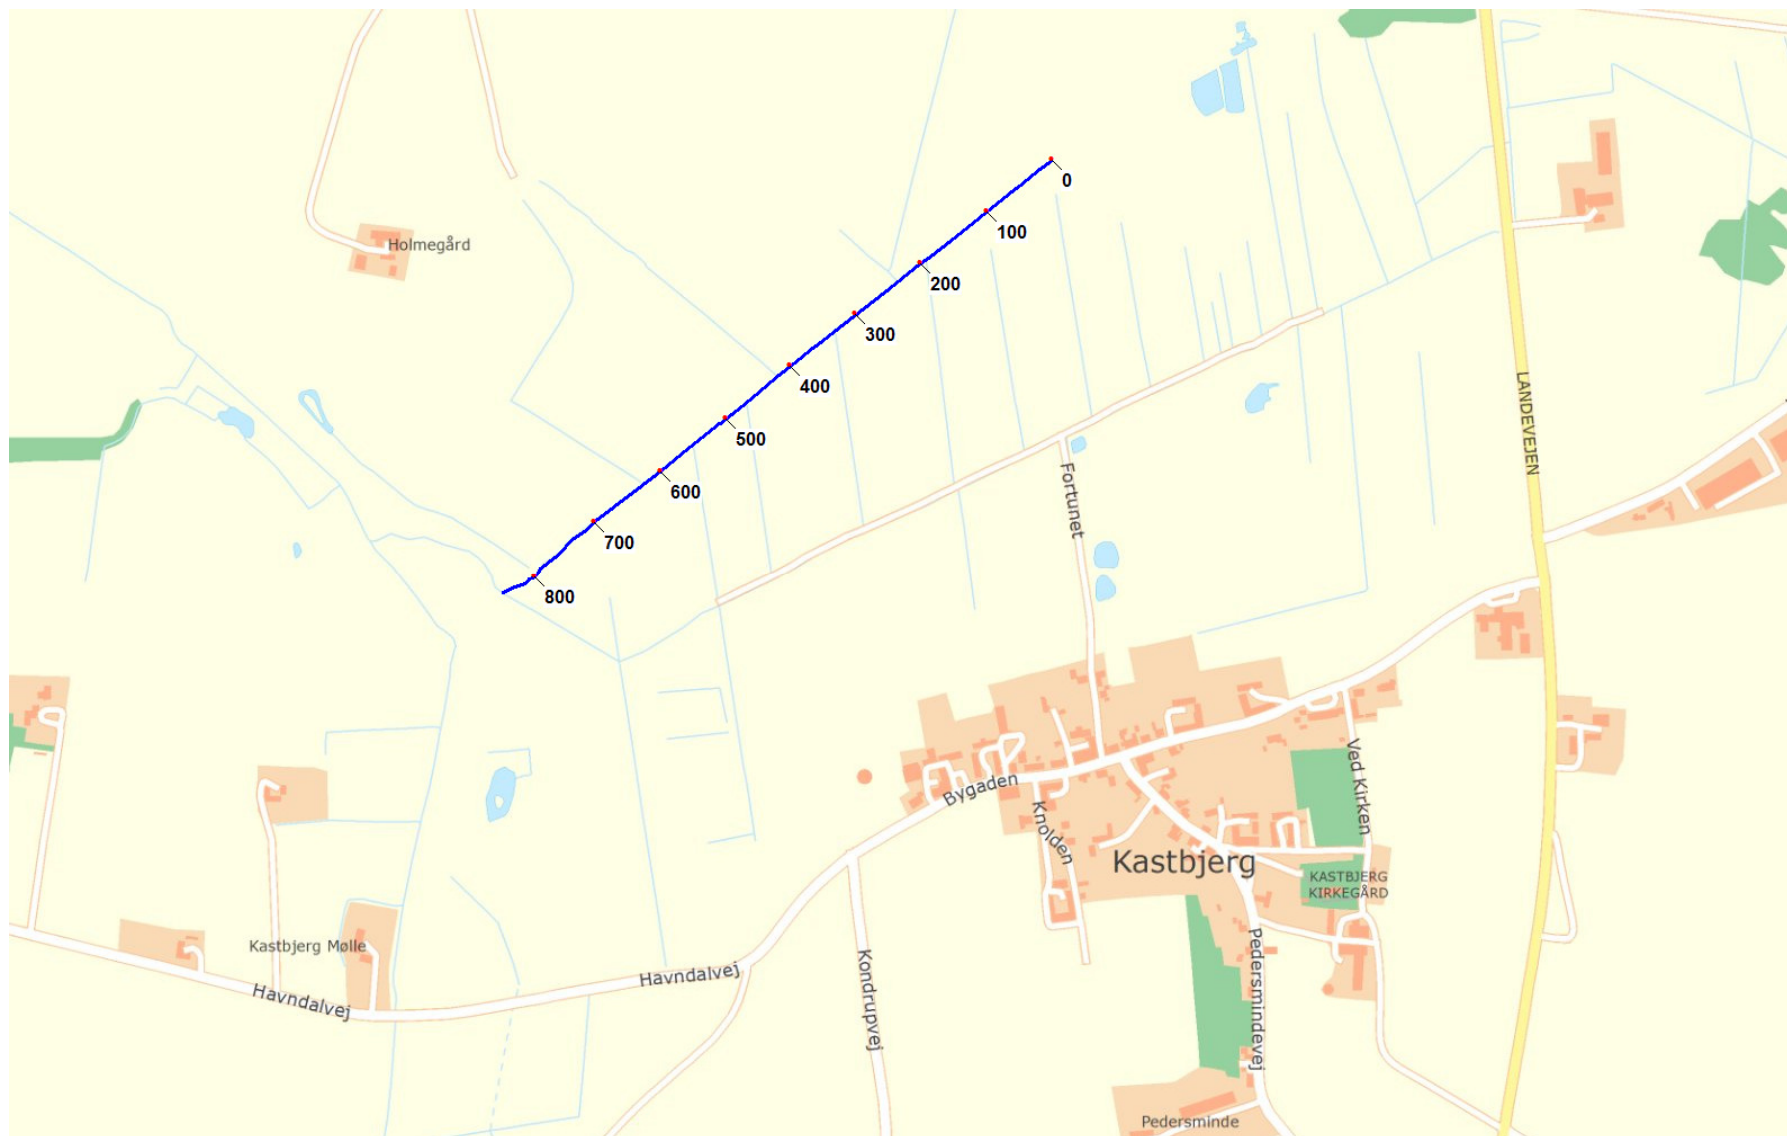 0
100
Holmegård
200
300
400
LANDEVEJEN
500
Fortunet
600
700
800
Ved Kirken
Bygaden
Knolden
Kastbjerg
KASTBJERG
KIRKEGÅRD
Kastbjerg Mølle
Havndalvej
Havndalvej
Kondrupvej
Pedersmindevej
Pedersminde